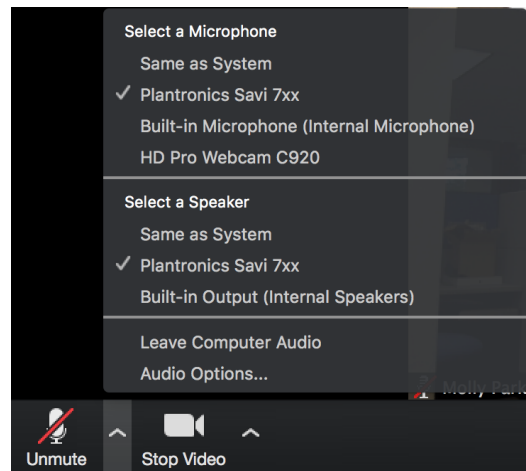 Select a Microphone
Same as System
✓ Plantronics Savi 7xx
Built-in Microphone (Internal Microphone)
HD Pro Webcam C920
Select a Speaker
Same as System
✓ Plantronics Savi 7xx
Built-in Output (Internal Speakers)
Leave Computer Audio
Audio Options...
Molly Park
Unmute
Stop Video